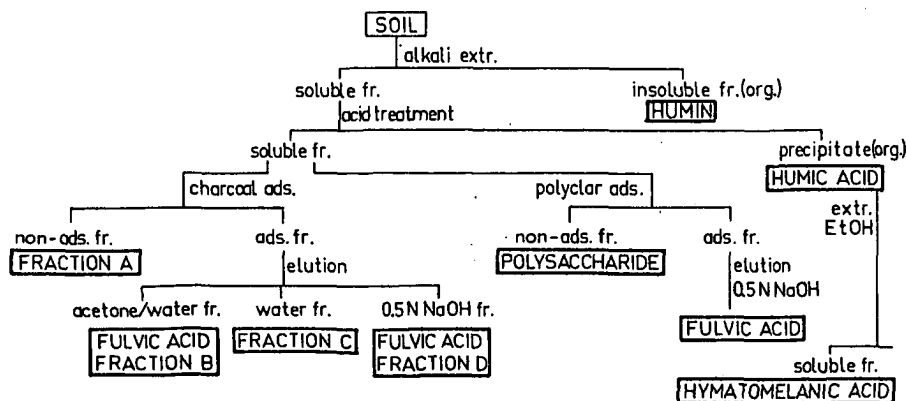 SOIL
alkali extr.
soluble fr.
insoluble fr.(org.)
HUMIN
acid treatment
soluble fr.
precipitate(org.)
HUMIC ACID
charcoal ads.
polyclar ads.
extr.
EtOH
non-ads. fr.
FRACTION A
ads. fr.
non-ads. fr.
POLYSACCHARIDE
ads. fr.
elution
elution
0.5 N NaOH
acetone/water fr.
FULVIC ACID
FRACTION B
water fr.
FRACTION C
0.5 N NaOH fr.
FULVIC ACID
FRACTION D
FULVIC ACID
soluble fr.
HYMATOMELANIC ACID